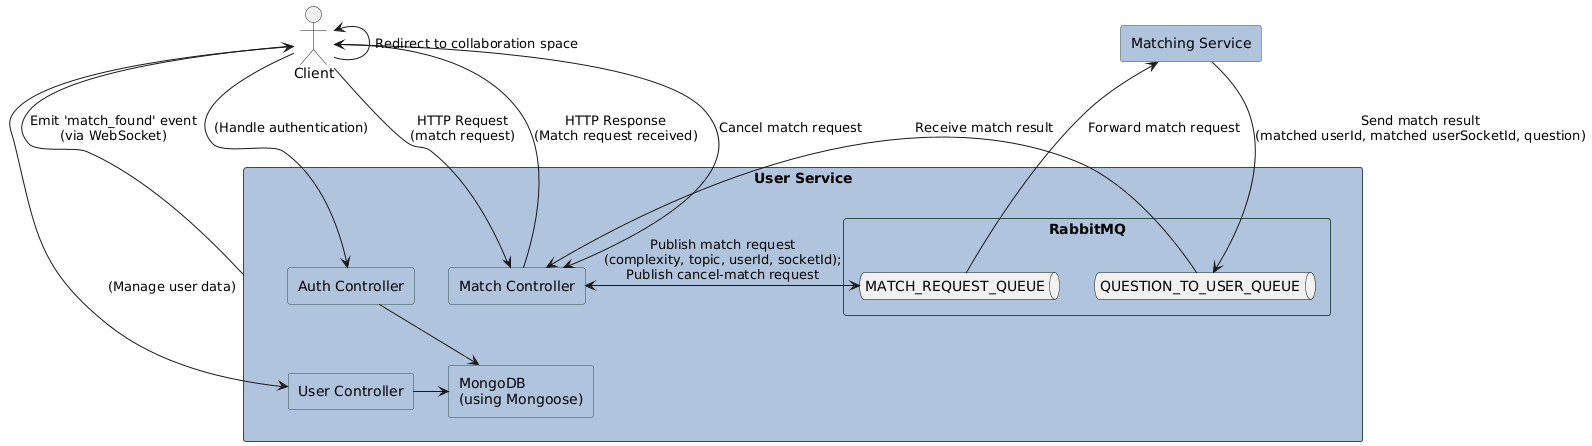 Redirect to collaboration space
Client
Matching Service
Emit 'match_found' event
(via WebSocket)
(Handle authentication)
HTTP Request
(match request)
HTTP Response
(Match request received)
Cancel match request
Receive match result
Forward match request
Send match result
(matched userId, matched userSocketId, question)
User Service
RabbitMQ
Publish match request
(complexity, topic, userId, socketId);
Publish cancel-match request
(Manage user data)
Auth Controller
Match Controller
MATCH_REQUEST_QUEUE
QUESTION_TO_USER_QUEUE
User Controller
MongoDB
(using Mongoose)